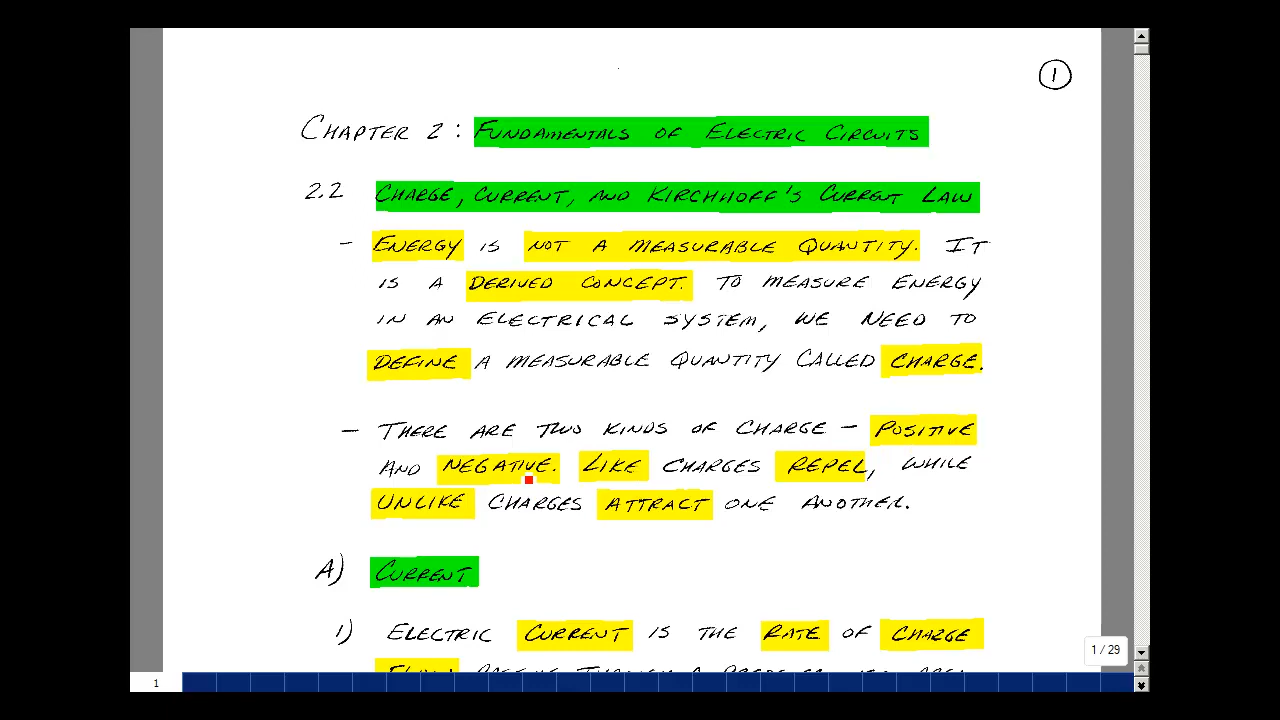 1
CHAPTER 2: FUNDAMENTALS OF ELECTRIC CIRCUITS
2.2 CHARGE, CURRENT, AND KIRCHHOFF'S CURRENT LAW
- ENERGY IS NOT A MEASURABLE QUANTITY. IT
IS A DERIVED CONCEPT. TO MEASURE ENERGY
IN AN ELECTRICAL SYSTEM, WE NEED TO
DEFINE A MEASURABLE QUANTITY CALLED CHARGE.
- THERE ARE TWO KINDS OF CHARGE - POSITIVE
AND NEGATIVE. LIKE CHARGES REPEL, WHILE
UNLIKE CHARGES ATTRACT ONE ANOTHER.
A) CURRENT
1) ELECTRIC CURRENT IS THE RATE OF CHARGE
1 / 29
1